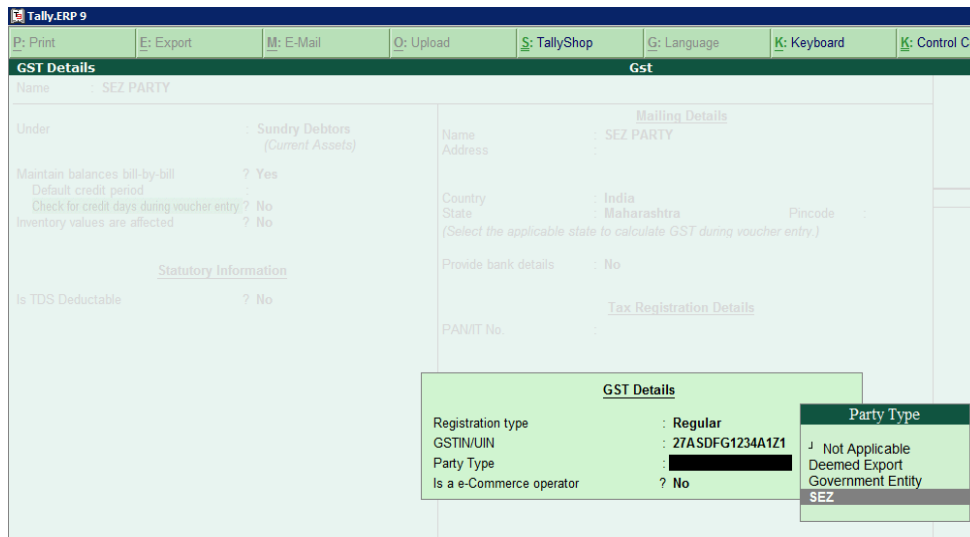 Tally.ERP 9
P: Print E: Export M: E-Mail O: Upload S: TallyShop G: Language K: Keyboard K: Control C
GST Details Gst
Name : SEZ PARTY
Under : Sundry Debtors
(Current Assets)
Maintain balances bill-by-bill ? Yes
Default credit period :
Check for credit days during voucher entry ? No
Inventory values are affected ? No
Statutory Information
Is TDS Deductable ? No
Mailing Details
Name : SEZ PARTY
Address :
Country : India
State : Maharashtra Pincode :
(Select the applicable state to calculate GST during voucher entry.)
Provide bank details : No
Tax Registration Details
PAN/IT No. :
GST Details
Registration type : Regular
GSTIN/UIN : 27ASDFG1234A1Z1
Party Type :
Is a e-Commerce operator ? No
Party Type
┘ Not Applicable
Deemed Export
Government Entity
SEZ